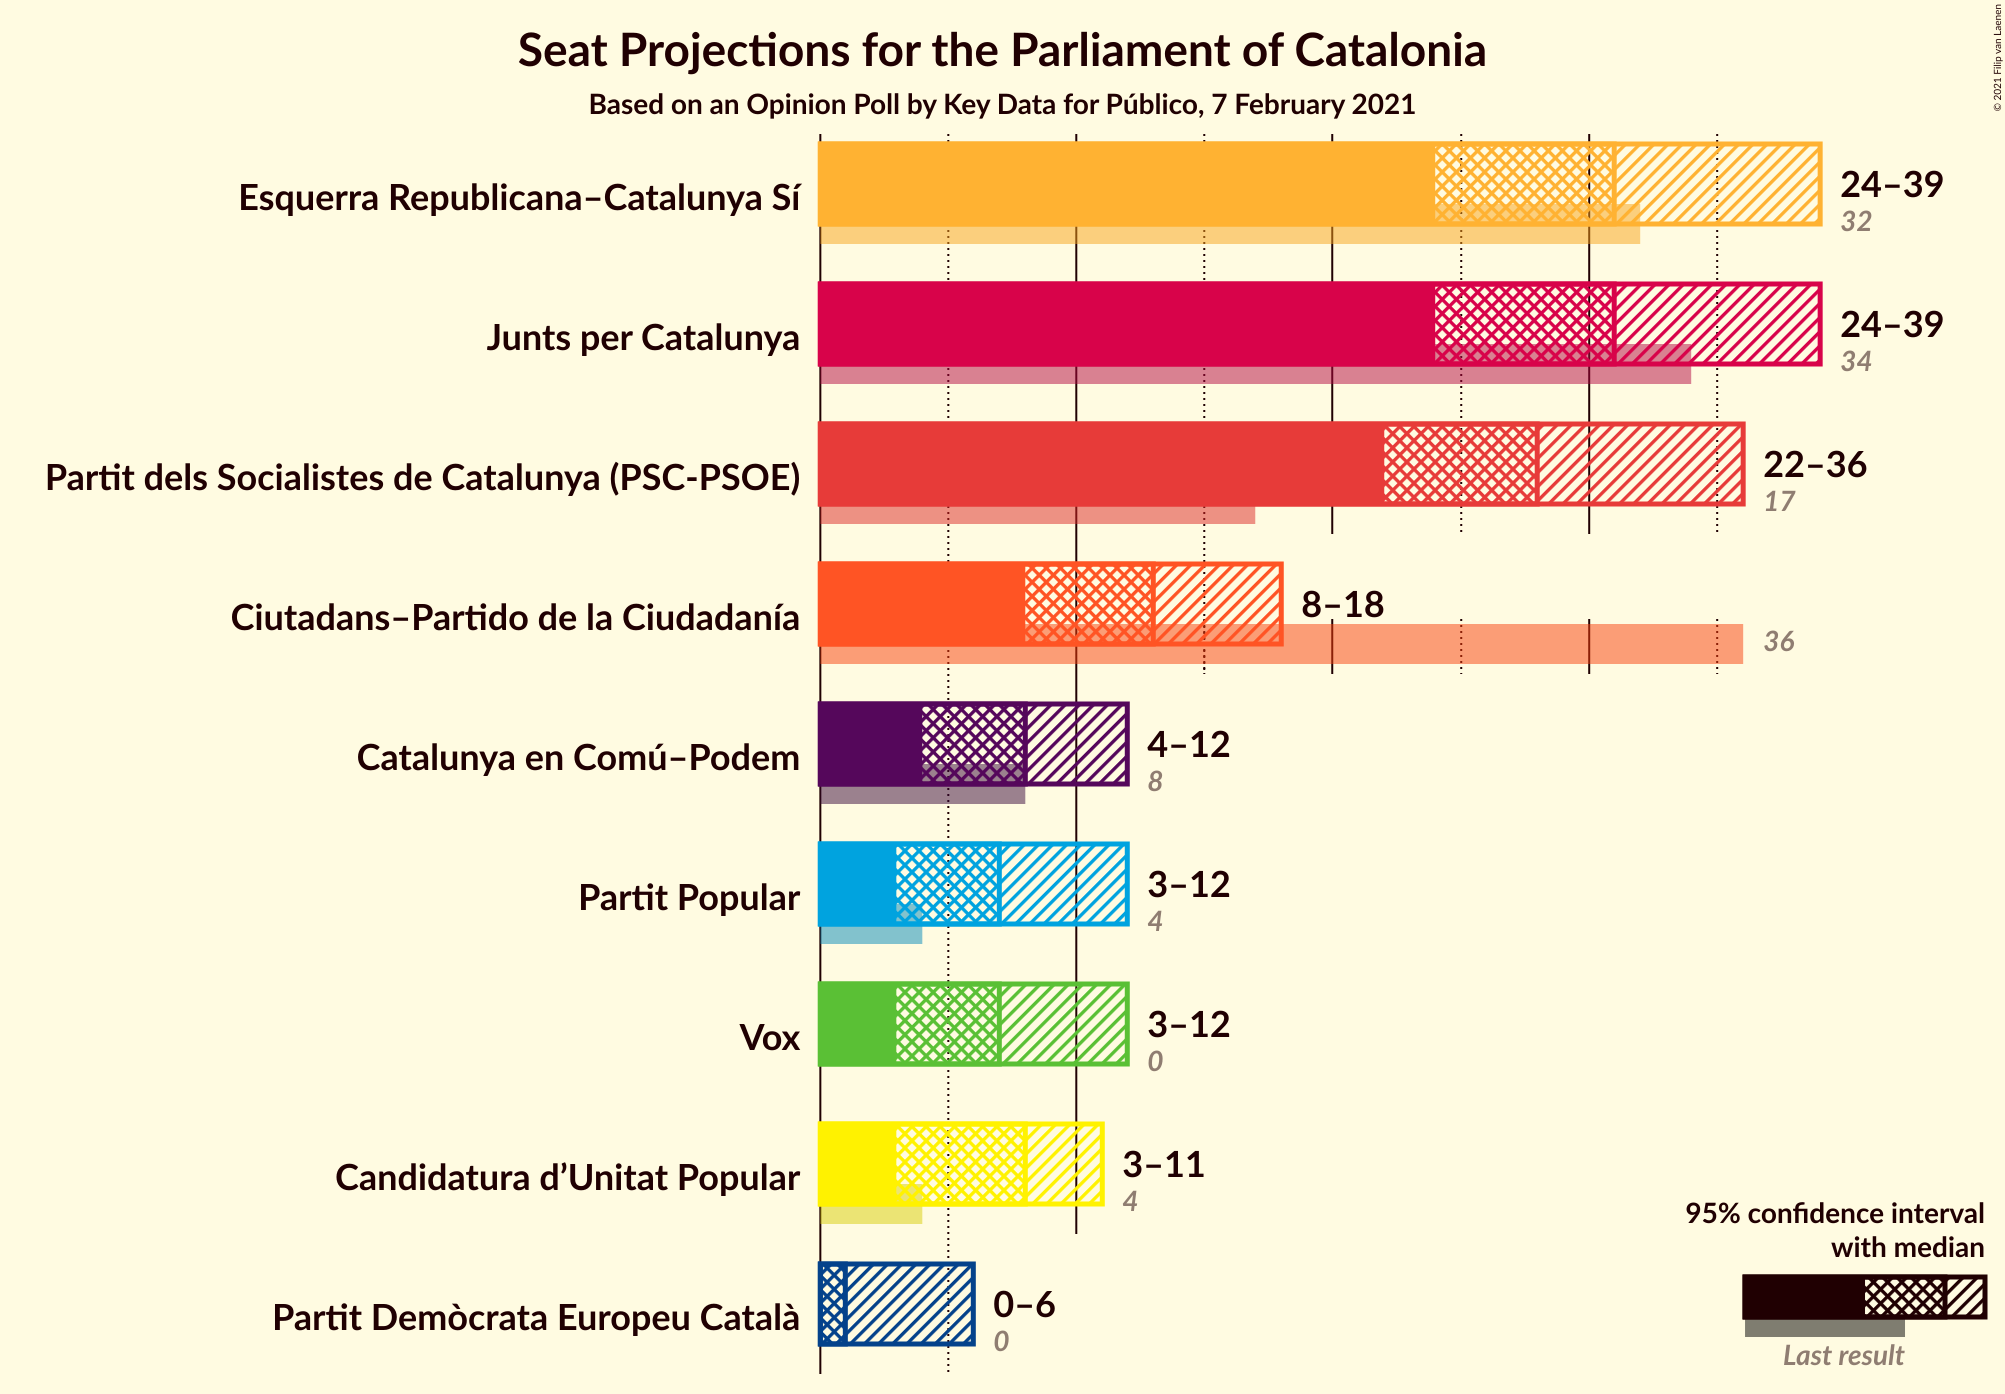 Seat Projections for the Parliament of Catalonia
Based on an Opinion Poll by Key Data for Público, 7 February 2021
© 2021 Filip van Laenen
Esquerra Republicana–Catalunya Sí
24–39
32
Junts per Catalunya
24–39
34
Partit dels Socialistes de Catalunya (PSC-PSOE)
22–36
17
Ciutadans–Partido de la Ciudadanía
8–18
36
Catalunya en Comú–Podem
4–12
8
Partit Popular
3–12
4
Vox
3–12
0
Candidatura d’Unitat Popular
3–11
4
Partit Demòcrata Europeu Català
0–6
0
95% confidence interval
with median
Last result